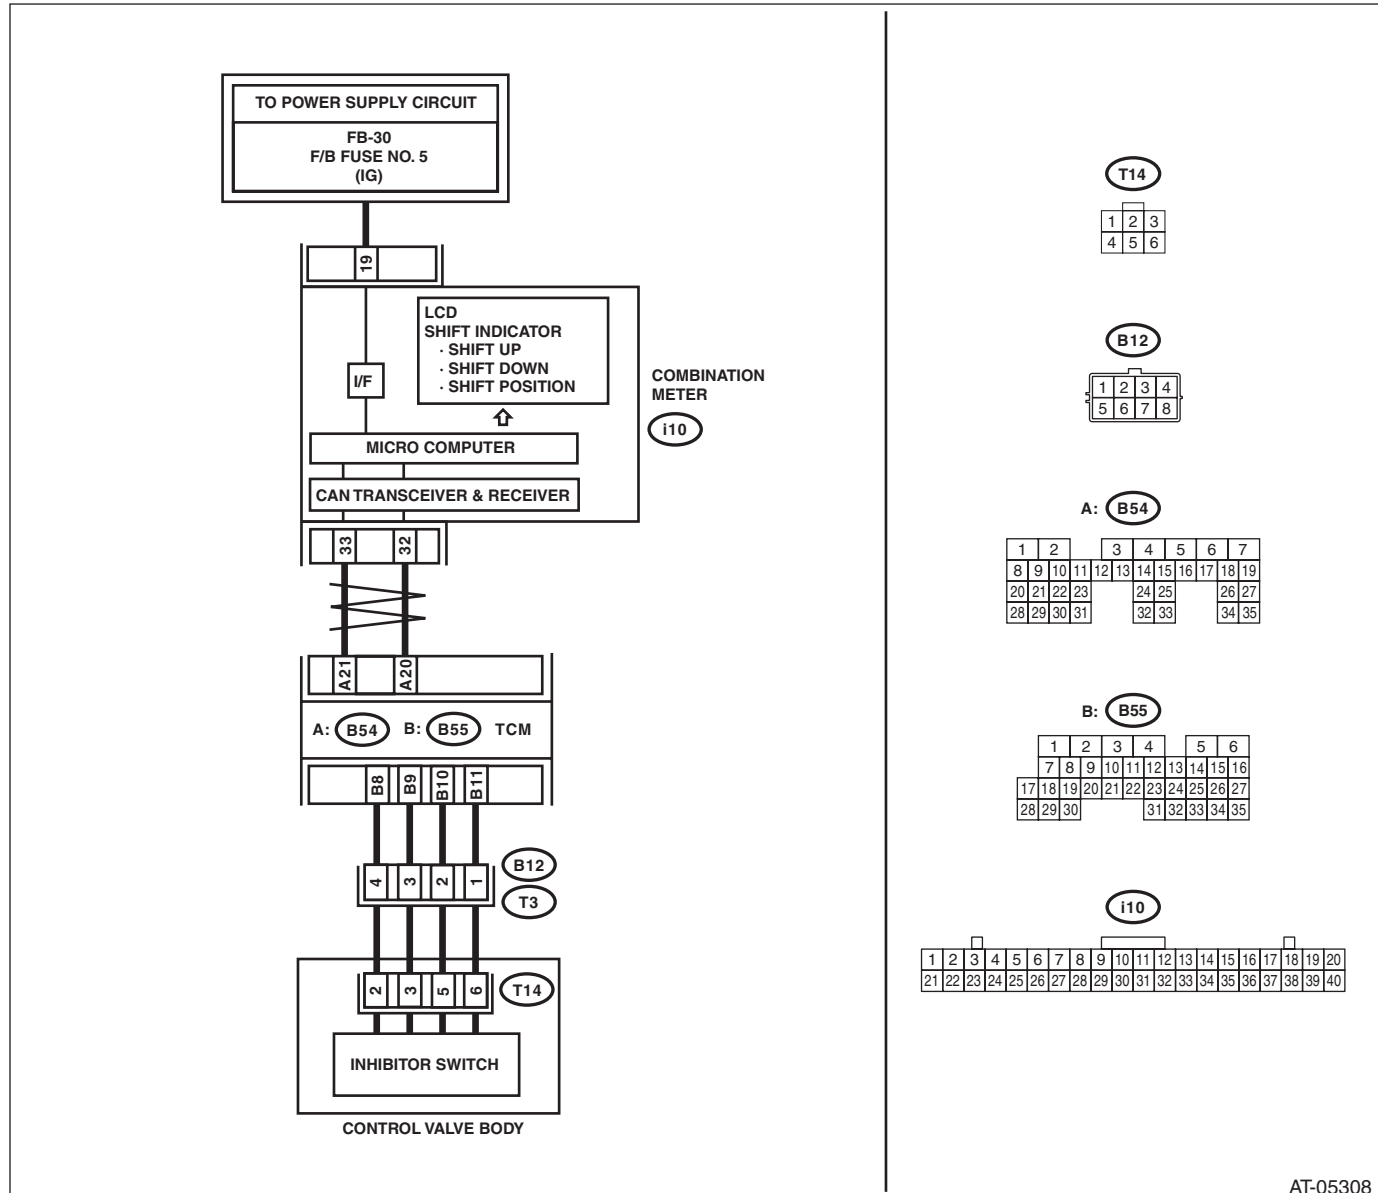 TO POWER SUPPLY CIRCUIT
FB-30
F/B FUSE NO. 5
(IG)
19
LCD
SHIFT INDICATOR
· SHIFT UP
· SHIFT DOWN
· SHIFT POSITION
I/F
MICRO COMPUTER
CAN TRANSCEIVER & RECEIVER
COMBINATION
METER
i10
33 32
A21 A20
A: B54 B: B55 TCM
B8 B9 B10 B11
4 3 2 1
B12
T3
2 3 5 6
T14
INHIBITOR SWITCH
CONTROL VALVE BODY
T14
1 2 3
4 5 6
B12
1 2 3 4
5 6 7 8
A: B54
1 2 3 4 5 6 7
8 9 10 11 12 13 14 15 16 17 18 19
20 21 22 23 24 25 26 27
28 29 30 31 32 33 34 35
B: B55
1 2 3 4 5 6
7 8 9 10 11 12 13 14 15 16
17 18 19 20 21 22 23 24 25 26 27
28 29 30 31 32 33 34 35
i10
1 2 3 4 5 6 7 8 9 10 11 12 13 14 15 16 17 18 19 20
21 22 23 24 25 26 27 28 29 30 31 32 33 34 35 36 37 38 39 40
AT-05308